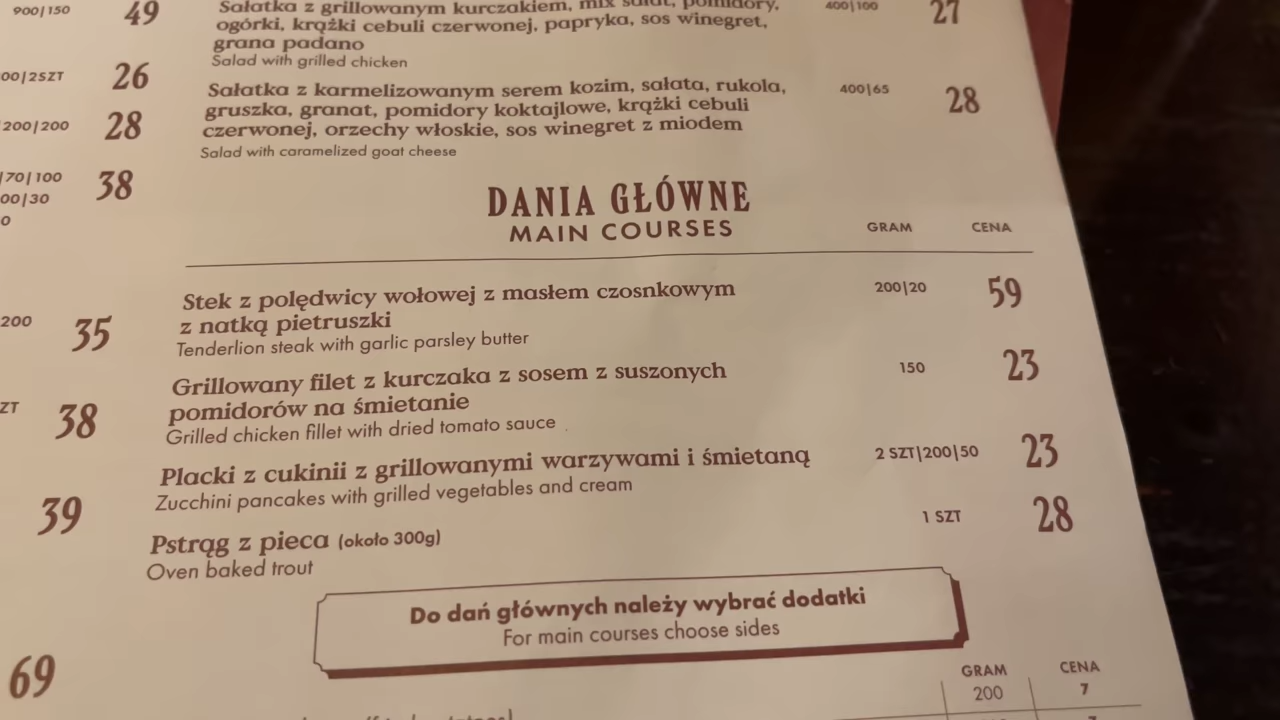 900|150 49
00|2SZT 26
200|200 28
|70|100 38
00|30
200 35
ZT 38
39
69
Sałatka z grillowanym kurczakiem, mix sałat, pomidory, 400|100 27
ogórki, krążki cebuli czerwonej, papryka, sos winegret,
grana padano
Salad with grilled chicken
Sałatka z karmelizowanym serem kozim, sałata, rukola, 400|65 28
gruszka, granat, pomidory koktajlowe, krążki cebuli
czerwonej, orzechy włoskie, sos winegret z miodem
Salad with caramelized goat cheese
DANIA GŁÓWNE
MAIN COURSES GRAM CENA
Stek z polędwicy wołowej z masłem czosnkowym 200|20 59
z natką pietruszki
Tenderlion steak with garlic parsley butter
Grillowany filet z kurczaka z sosem z suszonych 150 23
pomidorów na śmietanie
Grilled chicken fillet with dried tomato sauce
Placki z cukinii z grillowanymi warzywami i śmietaną 2 SZT|200|50 23
Zucchini pancakes with grilled vegetables and cream
Pstrąg z pieca (około 300g) 1 SZT 28
Oven baked trout
Do dań głównych należy wybrać dodatki
For main courses choose sides
GRAM CENA
200 7